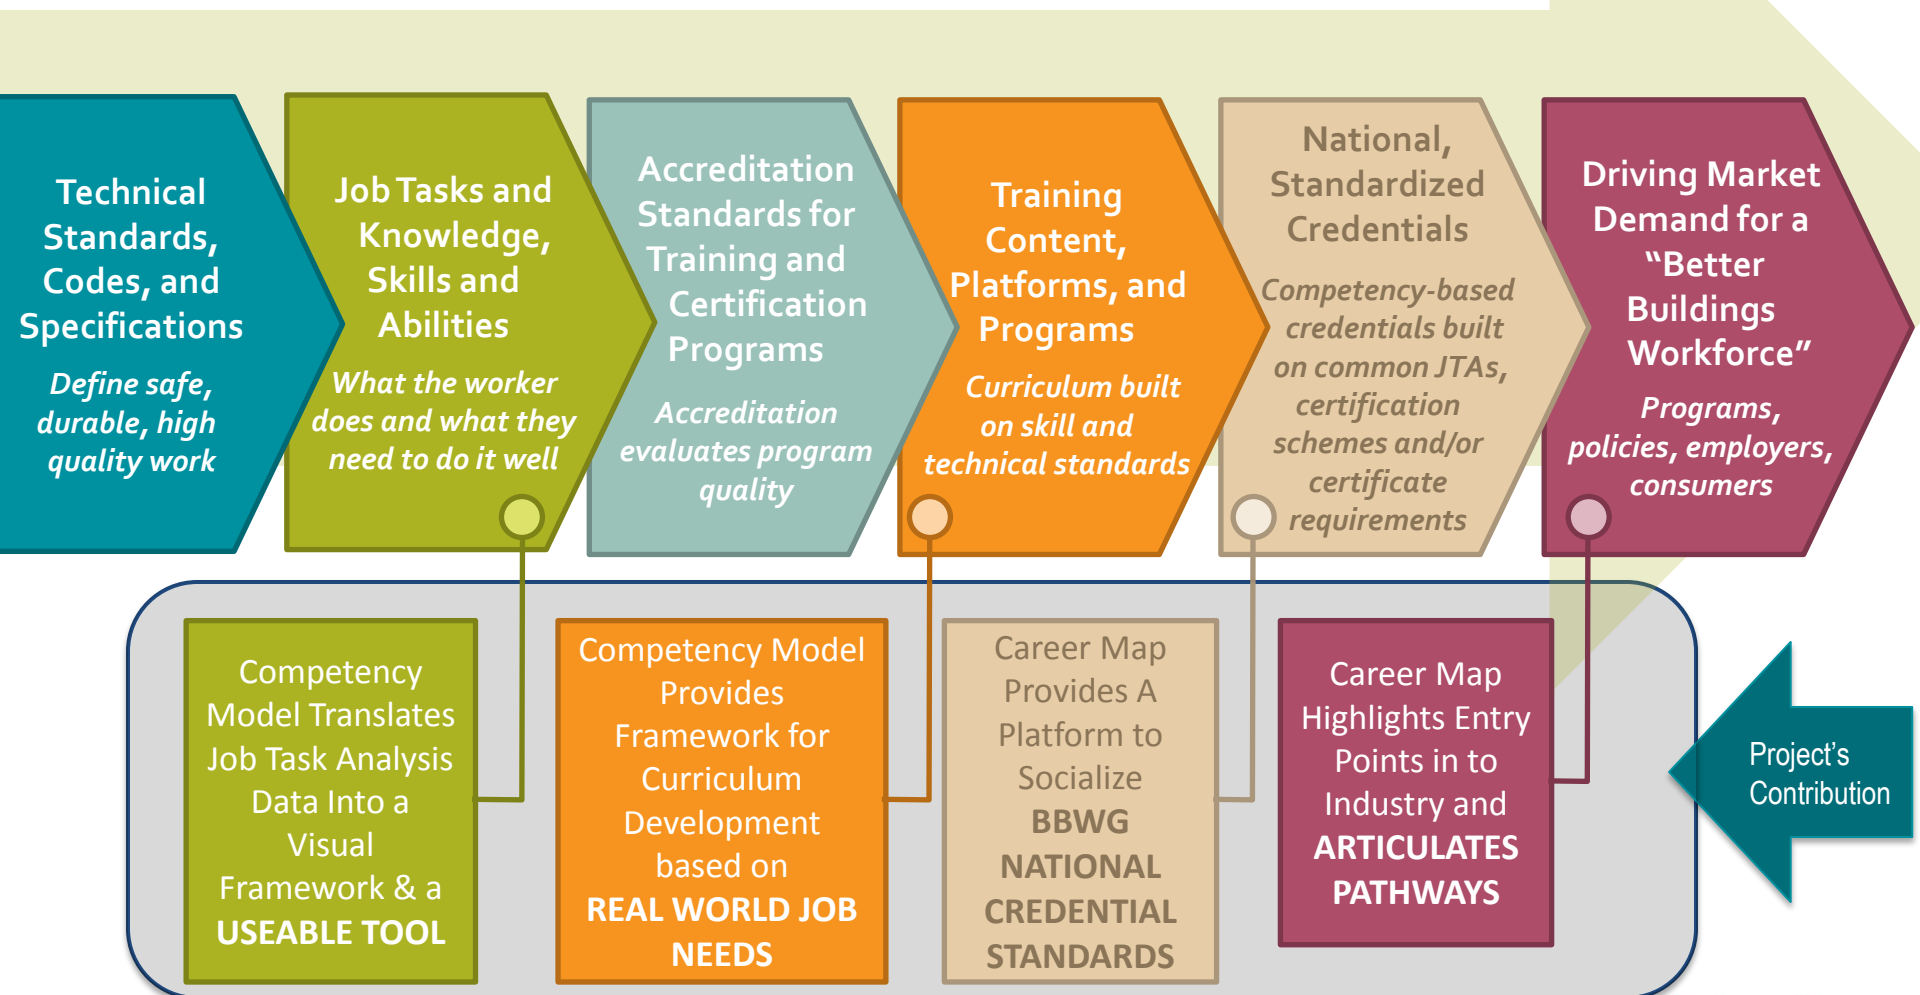 Technical
Standards,
Codes, and
Specifications
Define safe,
durable, high
quality work
Job Tasks and
Knowledge,
Skills and
Abilities
What the worker
does and what they
need to do it well
Accreditation
Standards for
Training and
Certification
Programs
Accreditation
evaluates program
quality
Training
Content,
Platforms, and
Programs
Curriculum built
on skill and
technical standards
National,
Standardized
Credentials
Competency-based
credentials built
on common JTAs,
certification
schemes and/or
certificate
requirements
Driving Market
Demand for a
“Better
Buildings
Workforce”
Programs,
policies, employers,
consumers
Competency
Model Translates
Job Task Analysis
Data Into a
Visual
Framework & a
USEABLE TOOL
Competency Model
Provides
Framework for
Curriculum
Development
based on
REAL WORLD JOB
NEEDS
Career Map
Provides A
Platform to
Socialize
BBWG
NATIONAL
CREDENTIAL
STANDARDS
Career Map
Highlights Entry
Points in to
Industry and
ARTICULATES
PATHWAYS
Project’s
Contribution